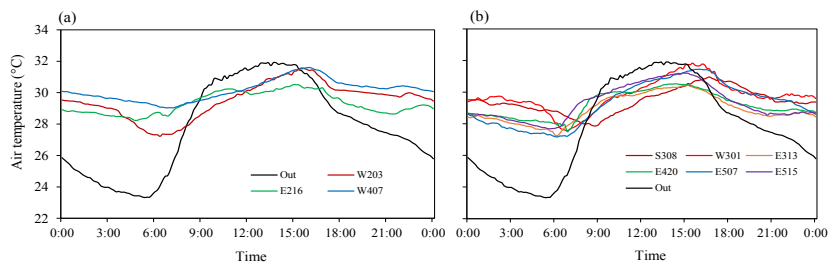 (a)
(b)
Air temperature (°C)
34
32
30
28
26
24
22
Out
W203
E216
W407
S308
W301
E313
E420
E507
E515
Out
0:00 3:00 6:00 9:00 12:00 15:00 18:00 21:00 0:00
0:00 3:00 6:00 9:00 12:00 15:00 18:00 21:00 0:00
Time
Time